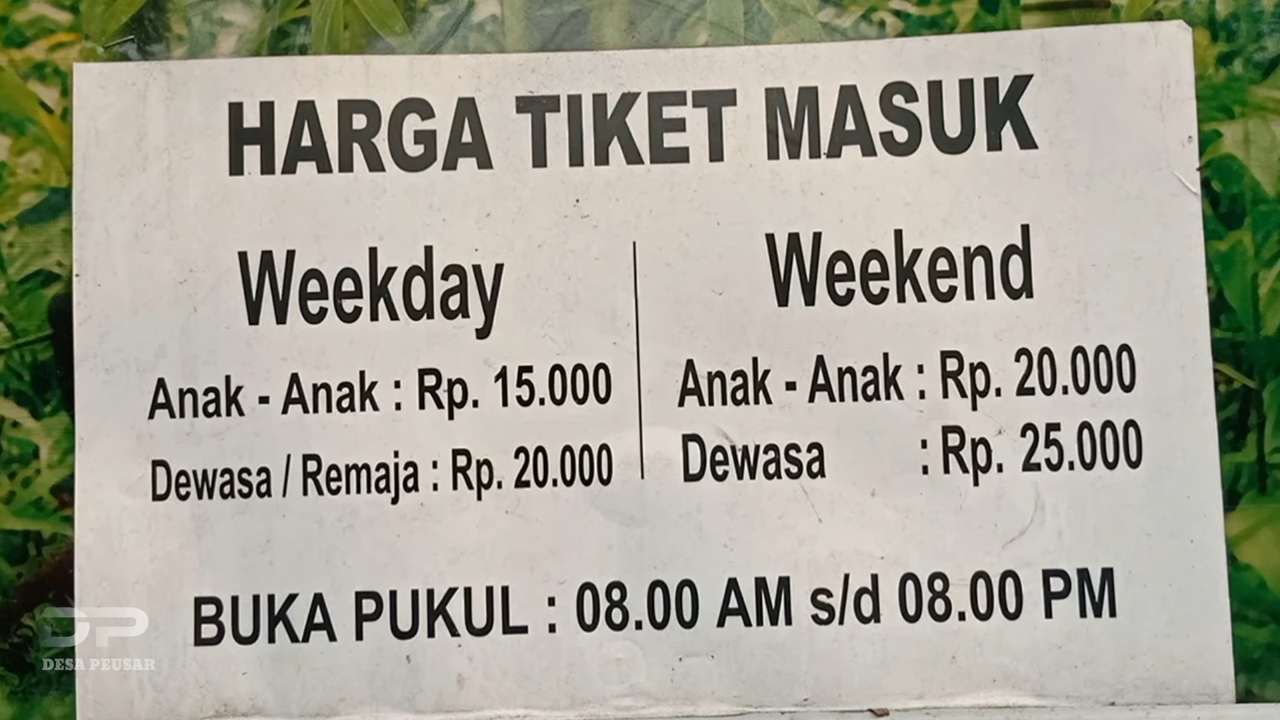 HARGA TIKET MASUK
Weekday
Anak - Anak : Rp. 15.000
Dewasa / Remaja : Rp. 20.000
Weekend
Anak - Anak : Rp. 20.000
Dewasa : Rp. 25.000
BUKA PUKUL : 08.00 AM s/d 08.00 PM
DP
DESA PEUSAR